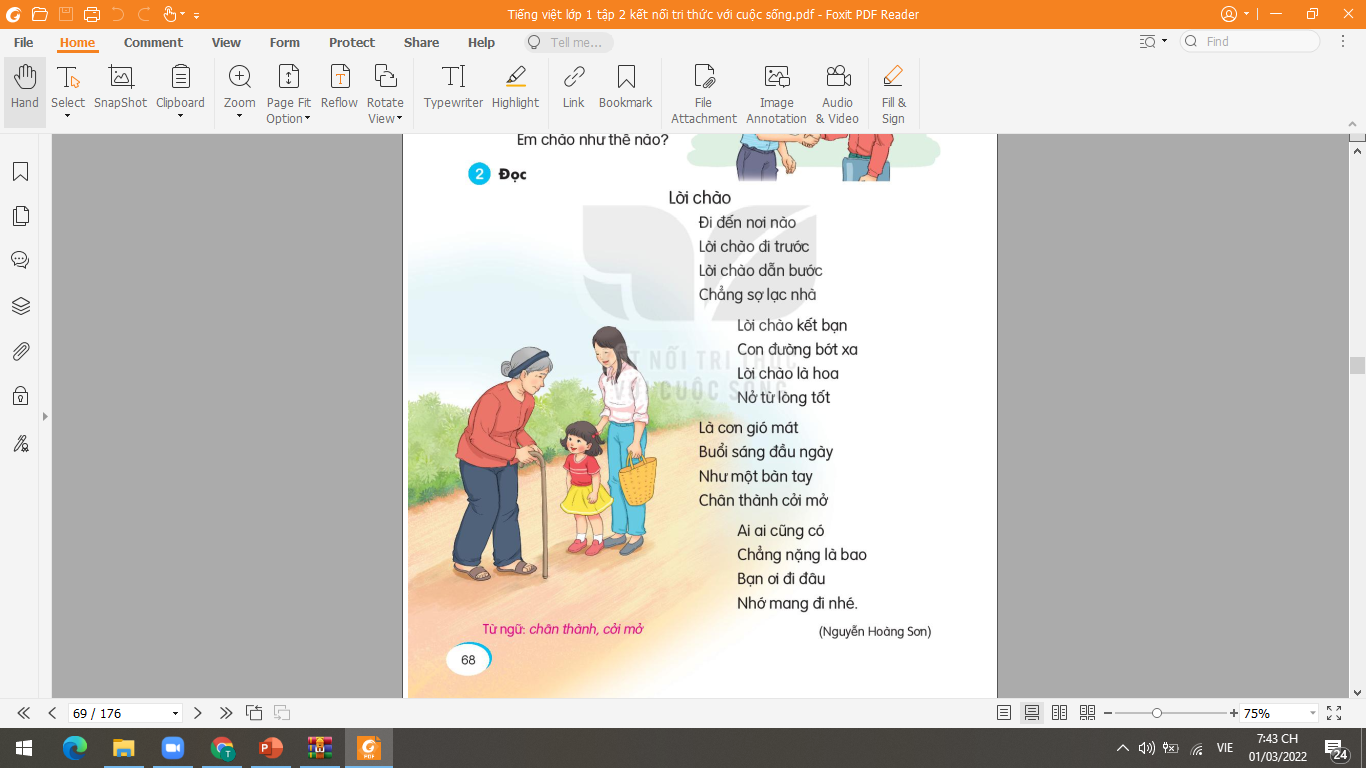 Tiếng việt lớp 1 tập 2 kết nối tri thức với cuộc sống.pdf - Foxit PDF Reader
File Home Comment View Form Protect Share Help Tell me... Find
Hand Select SnapShot Clipboard Zoom Page Fit Option Reflow Rotate View Typewriter Highlight Link Bookmark File Attachment Image Annotation Audio & Video Fill & Sign
Em chào như thế nào?
2 Đọc
Lời chào
Đi đến nơi nào
Lời chào đi trước
Lời chào dẫn bước
Chẳng sợ lạc nhà
Lời chào kết bạn
Con đường bớt xa
Lời chào là hoa
Nở từ lòng tốt
Là cơn gió mát
Buổi sáng đầu ngày
Như một bàn tay
Chân thành cởi mở
Ai ai cũng có
Chẳng nặng là bao
Bạn ơi đi đâu
Nhớ mang đi nhé.
Từ ngữ: chân thành, cởi mở
(Nguyễn Hoàng Sơn)
68
69 / 176
75%
VIE
7:43 CH
01/03/2022
24